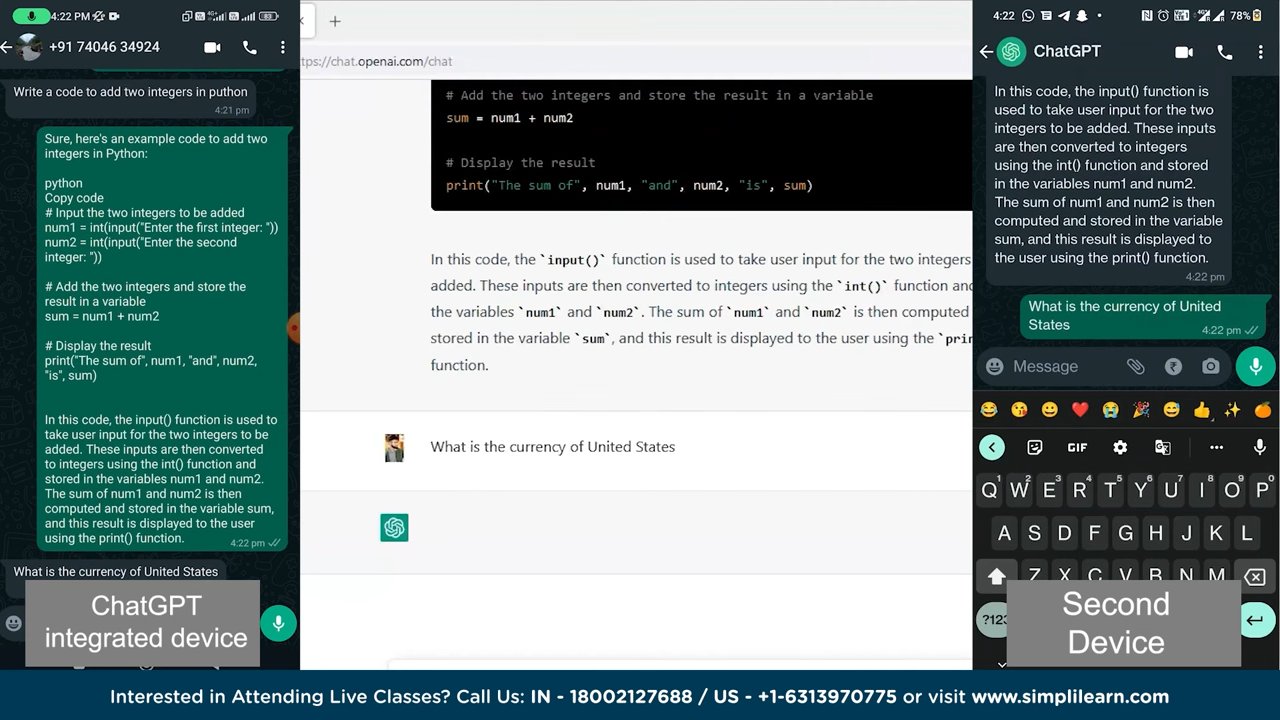 4:22 PM
83
+91 74046 34924
Write a code to add two integers in puthon
4:21 pm
Sure, here's an example code to add two
integers in Python:
python
Copy code
# Input the two integers to be added
num1 = int(input("Enter the first integer: "))
num2 = int(input("Enter the second
integer: "))
# Add the two integers and store the
result in a variable
sum = num1 + num2
# Display the result
print("The sum of", num1, "and", num2,
"is", sum)
In this code, the input() function is used to
take user input for the two integers to be
added. These inputs are then converted
to integers using the int() function and
stored in the variables num1 and num2.
The sum of num1 and num2 is then
computed and stored in the variable sum,
and this result is displayed to the user
using the print() function.
4:22 pm
What is the currency of United States
ChatGPT
integrated device
ttps://chat.openai.com/chat
# Add the two integers and store the result in a variable
sum = num1 + num2
# Display the result
print("The sum of", num1, "and", num2, "is", sum)
In this code, the `input()` function is used to take user input for the two integers
added. These inputs are then converted to integers using the `int()` function and
the variables `num1` and `num2`. The sum of `num1` and `num2` is then computed
stored in the variable `sum`, and this result is displayed to the user using the `prin
function.
What is the currency of United States
4:22
78%
ChatGPT
In this code, the input() function is
used to take user input for the two
integers to be added. These inputs
are then converted to integers
using the int() function and stored
in the variables num1 and num2.
The sum of num1 and num2 is then
computed and stored in the variable
sum, and this result is displayed to
the user using the print() function.
4:22 pm
What is the currency of United
States
4:22 pm
Message
GIF
Q1 W2 E3 R4 T5 Y6 U7 I8 O9 P0
A S D F G H J K L
Z X C V B N M
?123
Second
Device
Interested in Attending Live Classes? Call Us: IN - 18002127688 / US - +1-6313970775 or visit www.simplilearn.com